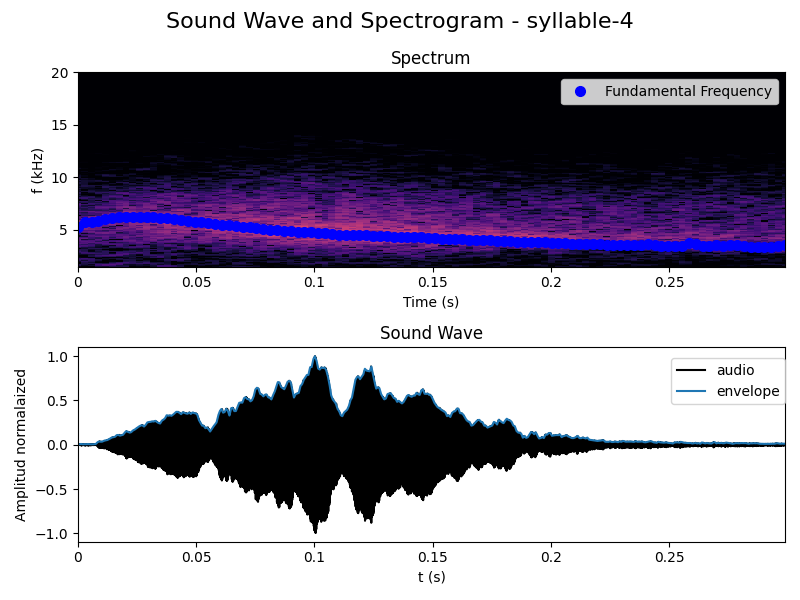 Sound Wave and Spectrogram - syllable-4
Spectrum
20
15
10
5
f (kHz)
Fundamental Frequency
0
0.05
0.1
0.15
0.2
0.25
Time (s)
Sound Wave
1.0
0.5
0.0
−0.5
−1.0
Amplitud normalaized
audio
envelope
0
0.05
0.1
0.15
0.2
0.25
t (s)